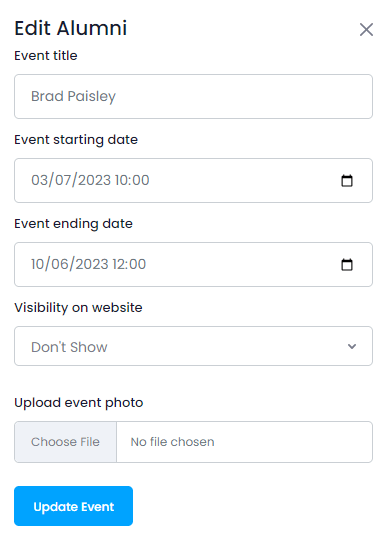 Edit Alumni
Event title
Brad Paisley
Event starting date
03/07/2023 10:00
Event ending date
10/06/2023 12:00
Visibility on website
Don't Show
Upload event photo
Choose File No file chosen
Update Event